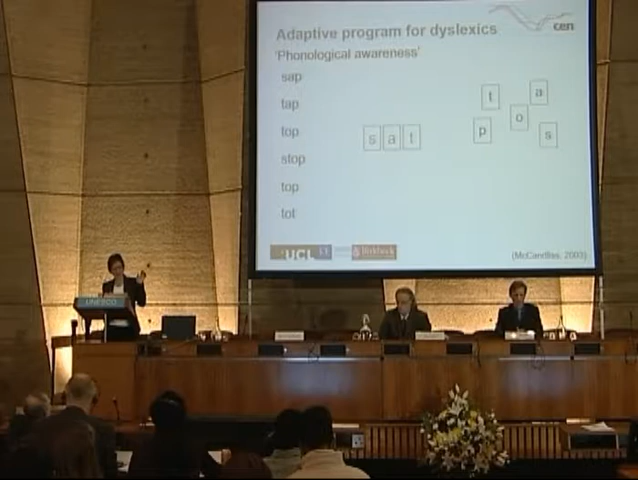 Adaptive program for dyslexics
cen
'Phonological awareness'
sap
tap
top
stop
top
tot
s a t
t a
o
p s
UCL
Birkbeck
(McCandliss, 2003)
UNESCO